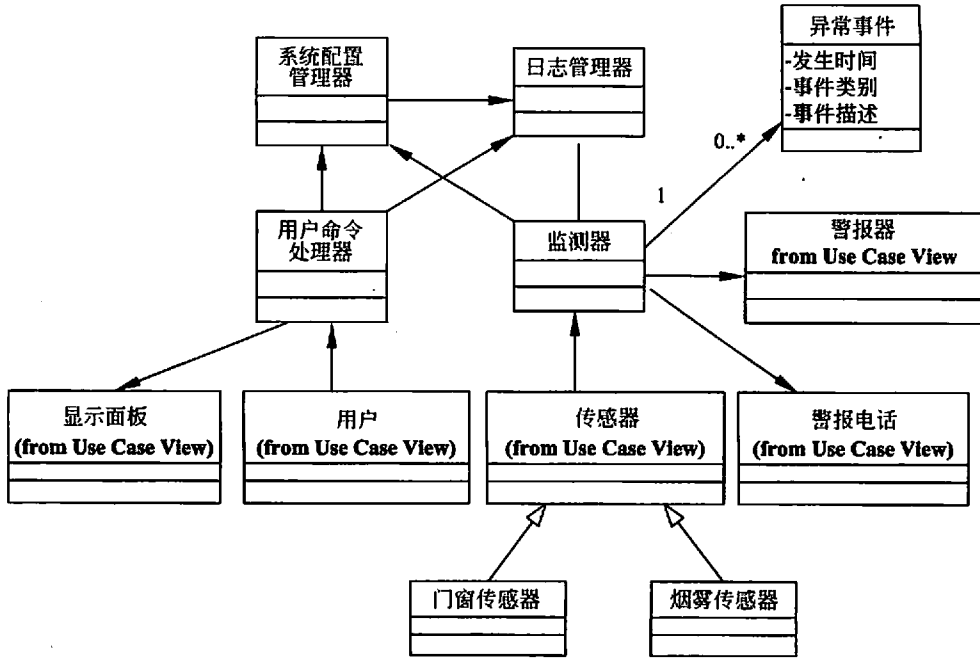 异常事件
-发生时间
-事件类别
-事件描述
系统配置
管理器
日志管理器
0..*
1
用户命令
处理器
监测器
警报器
from Use Case View
显示面板
(from Use Case View)
用户
(from Use Case View)
传感器
(from Use Case View)
警报电话
(from Use Case View)
门窗传感器
烟雾传感器